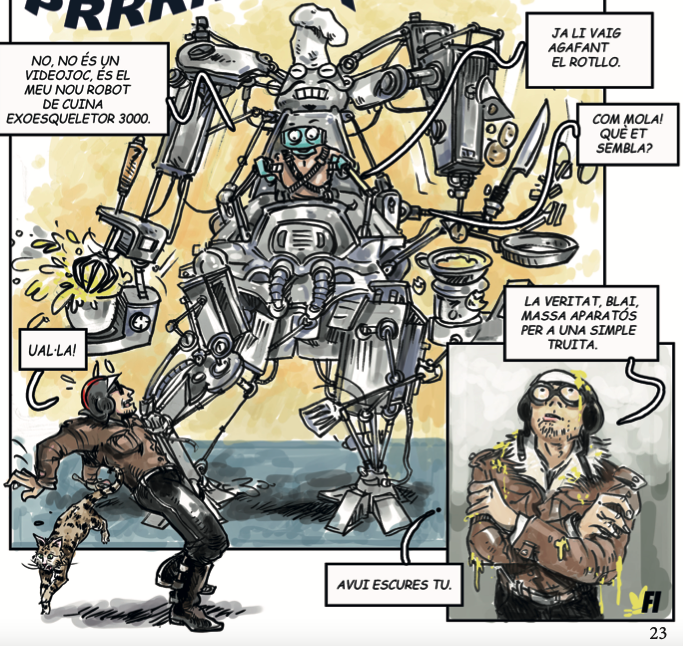 NO, NO ÉS UN
VIDEOJOC, ÉS EL
MEU NOU ROBOT
DE CUINA
EXOESQUELETOR 3000.
JA LI VAIG
AGAFANT
EL ROTLLO.
COM MOLA!
QUÈ ET
SEMBLA?
UAL·LA!
LA VERITAT, BLAI,
MASSA APARATÓS
PER A UNA SIMPLE
TRUITA.
AVUI ESCURES TU.
FI
23